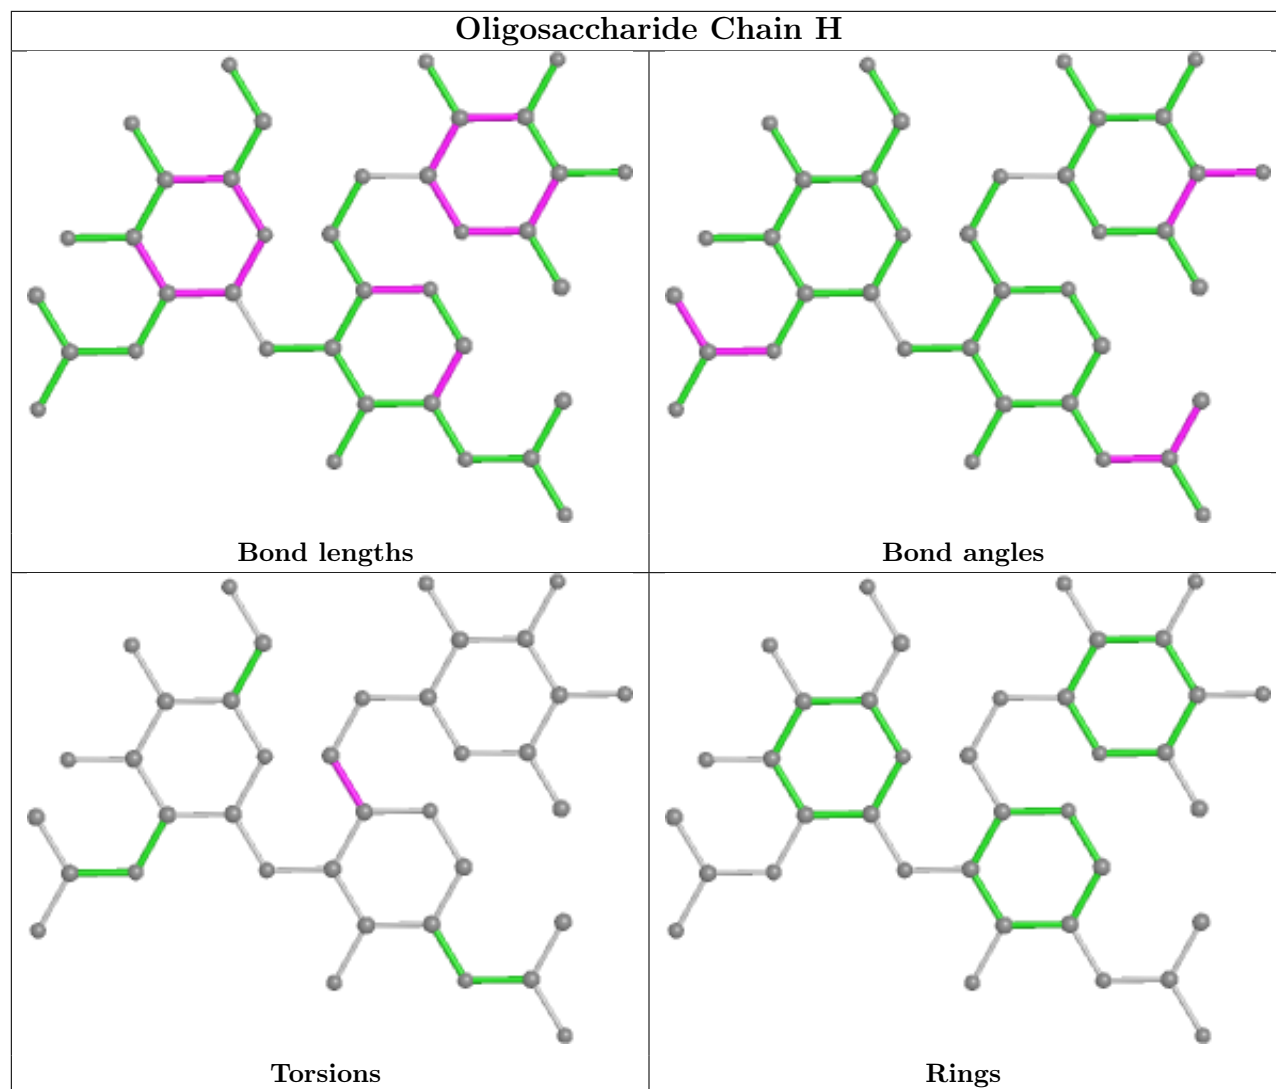 Oligosaccharide Chain H
Bond lengths
Bond angles
Torsions
Rings